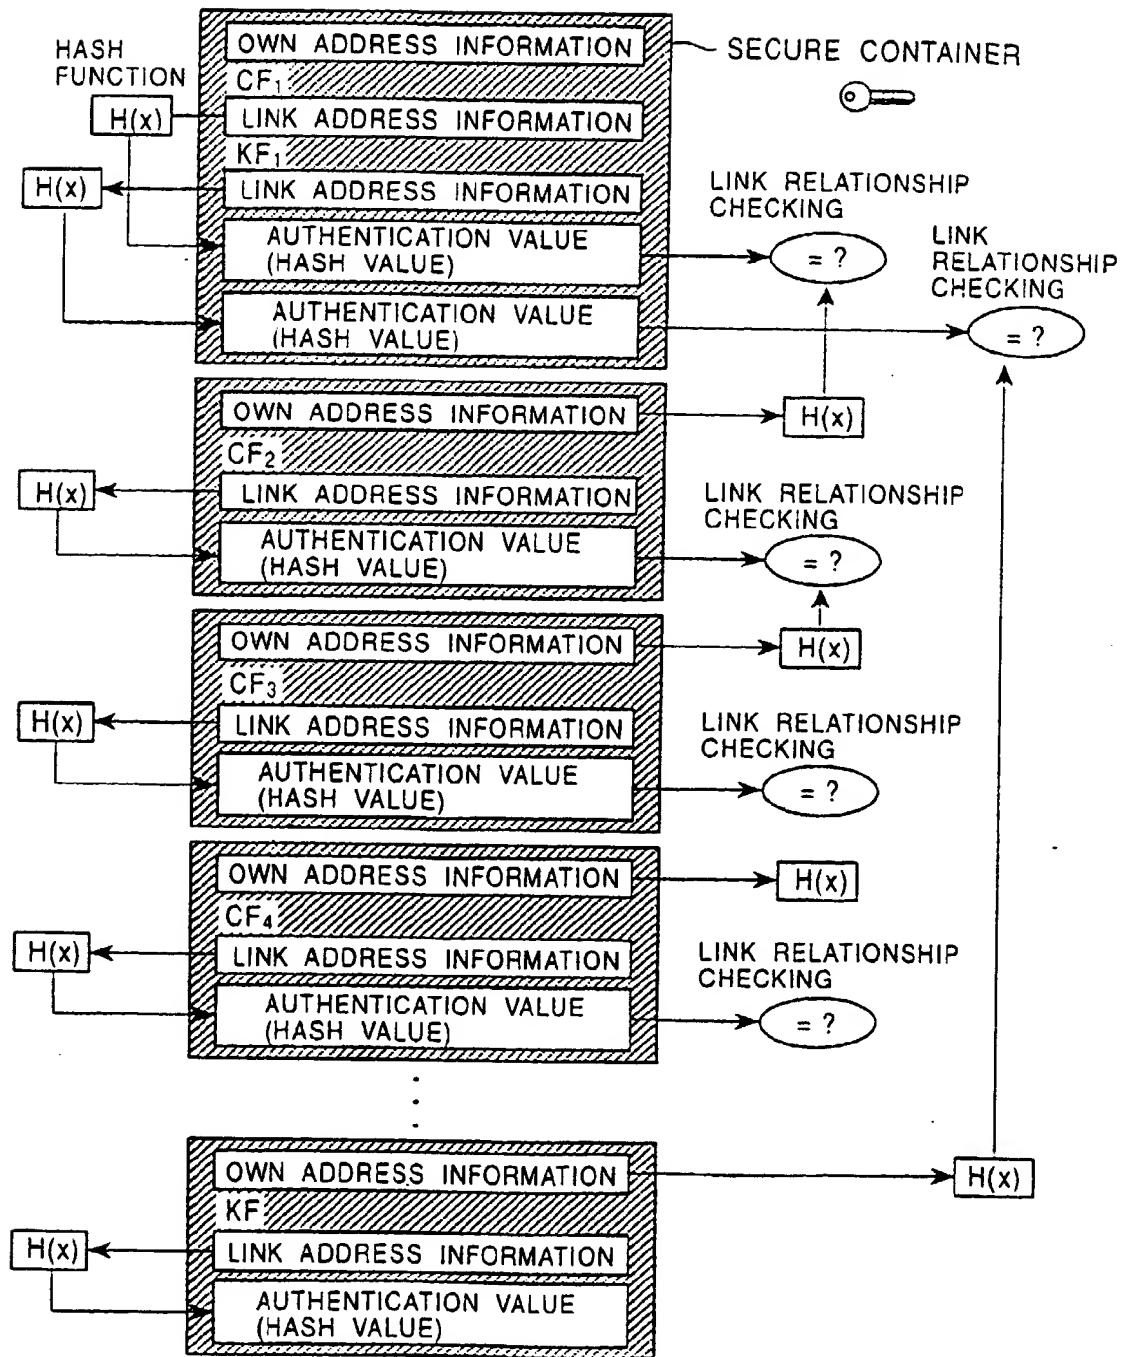 OWN ADDRESS INFORMATION
SECURE CONTAINER
HASH
FUNCTION
CF₁
H(x)
LINK ADDRESS INFORMATION
KF₁
H(x)
LINK ADDRESS INFORMATION
LINK RELATIONSHIP
CHECKING
AUTHENTICATION VALUE
(HASH VALUE)
= ?
LINK
RELATIONSHIP
CHECKING
AUTHENTICATION VALUE
(HASH VALUE)
= ?
OWN ADDRESS INFORMATION
H(x)
CF₂
H(x)
LINK ADDRESS INFORMATION
LINK RELATIONSHIP
CHECKING
AUTHENTICATION VALUE
(HASH VALUE)
= ?
OWN ADDRESS INFORMATION
H(x)
CF₃
H(x)
LINK ADDRESS INFORMATION
LINK RELATIONSHIP
CHECKING
AUTHENTICATION VALUE
(HASH VALUE)
= ?
OWN ADDRESS INFORMATION
H(x)
CF₄
H(x)
LINK ADDRESS INFORMATION
LINK RELATIONSHIP
CHECKING
AUTHENTICATION VALUE
(HASH VALUE)
= ?
OWN ADDRESS INFORMATION
H(x)
KF
H(x)
LINK ADDRESS INFORMATION
AUTHENTICATION VALUE
(HASH VALUE)